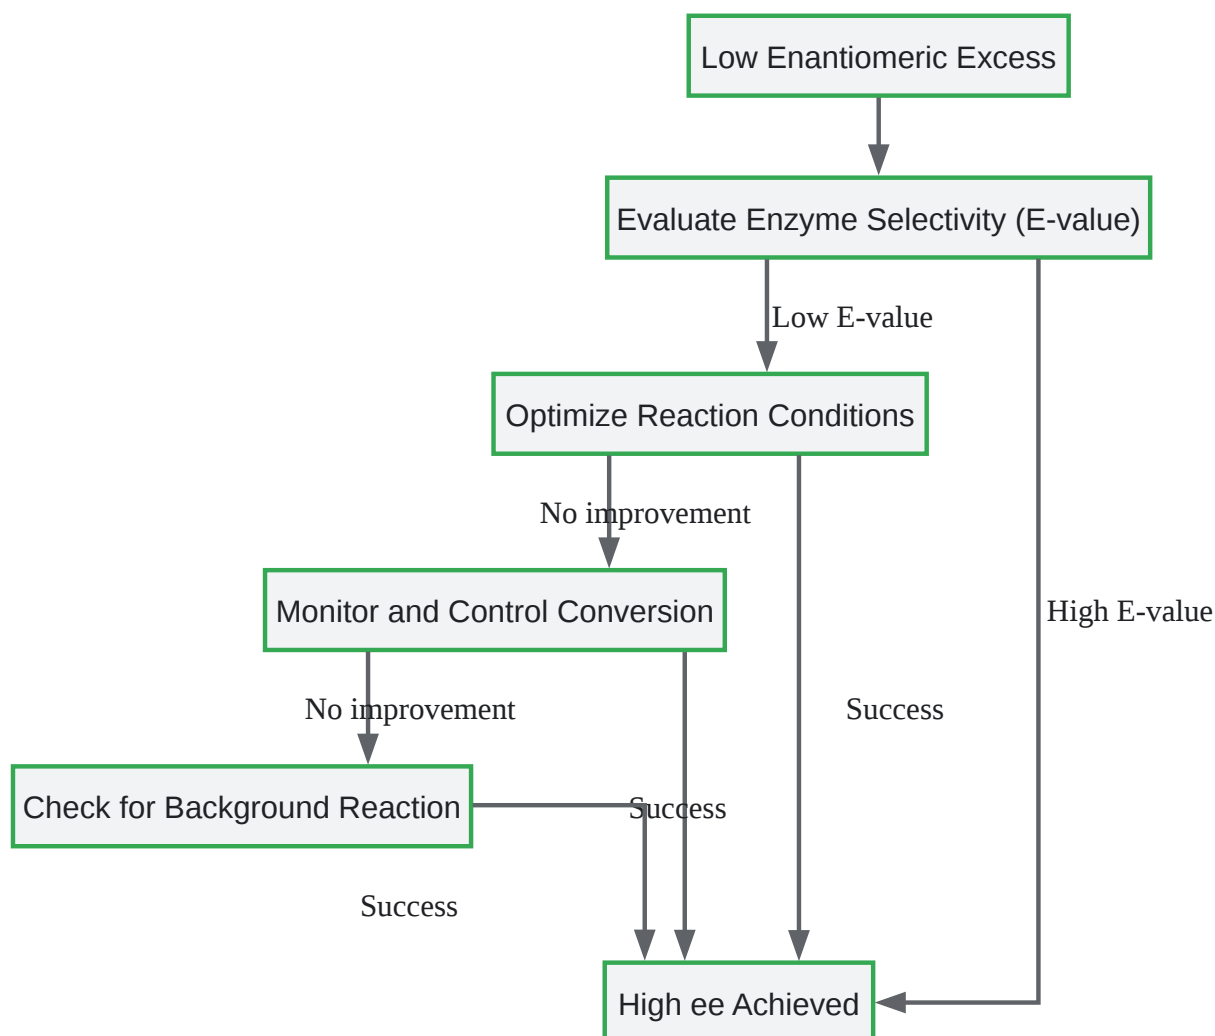 Low Enantiomeric Excess
Evaluate Enzyme Selectivity (E-value)
Low E-value
Optimize Reaction Conditions
No improvement
Monitor and Control Conversion
High E-value
No improvement
Success
Check for Background Reaction
Success
Success
High ee Achieved